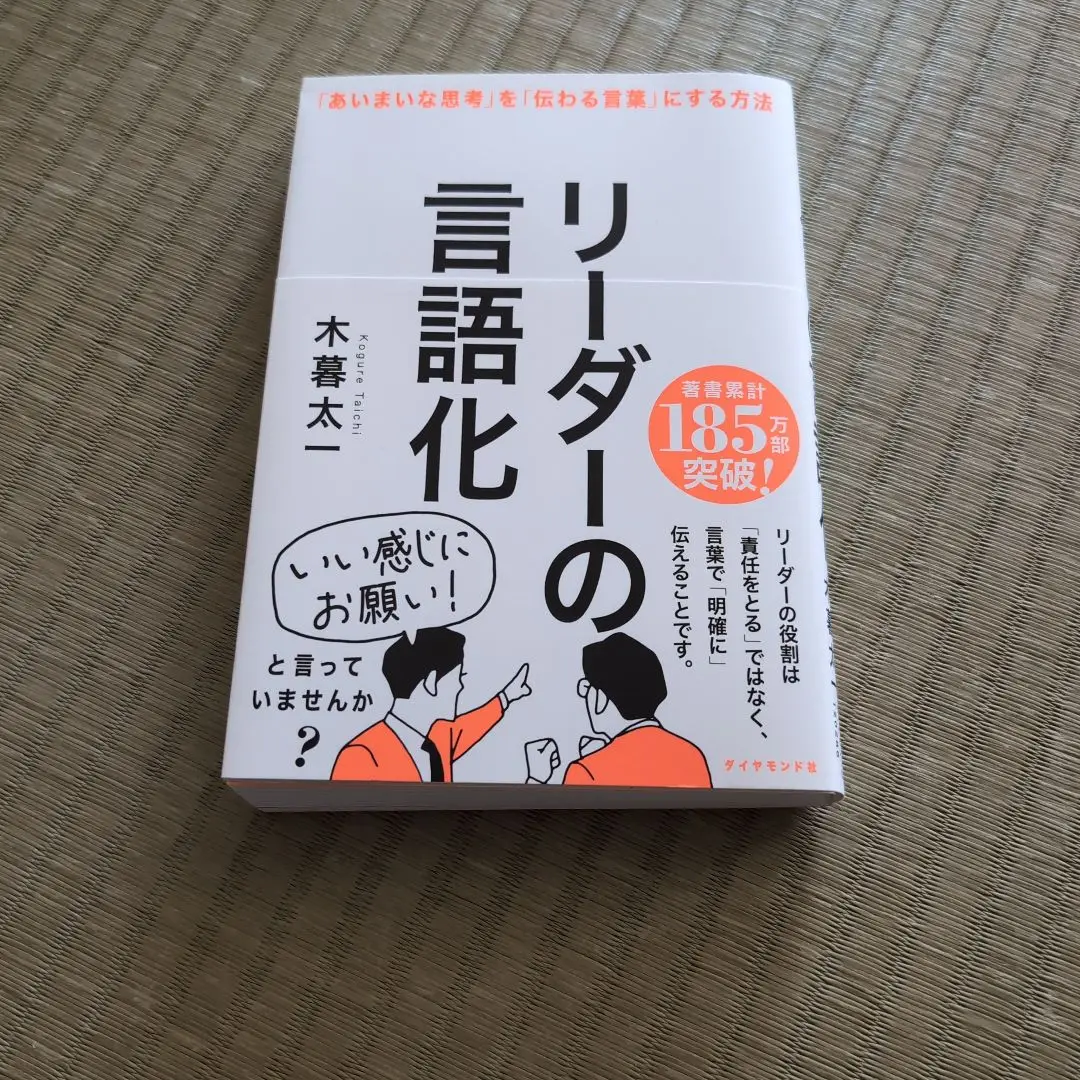 「あいまいな思考」を「伝わる言葉」にする方法
リーダーの
言語化
木暮太一
Kogure Taichi
著書累計
185万部
突破!
リーダーの役割は
「責任をとる」ではなく、
言葉で「明確に」
伝えることです。
いい感じに
お願い!
と言って
いませんか
?
ダイヤモンド社